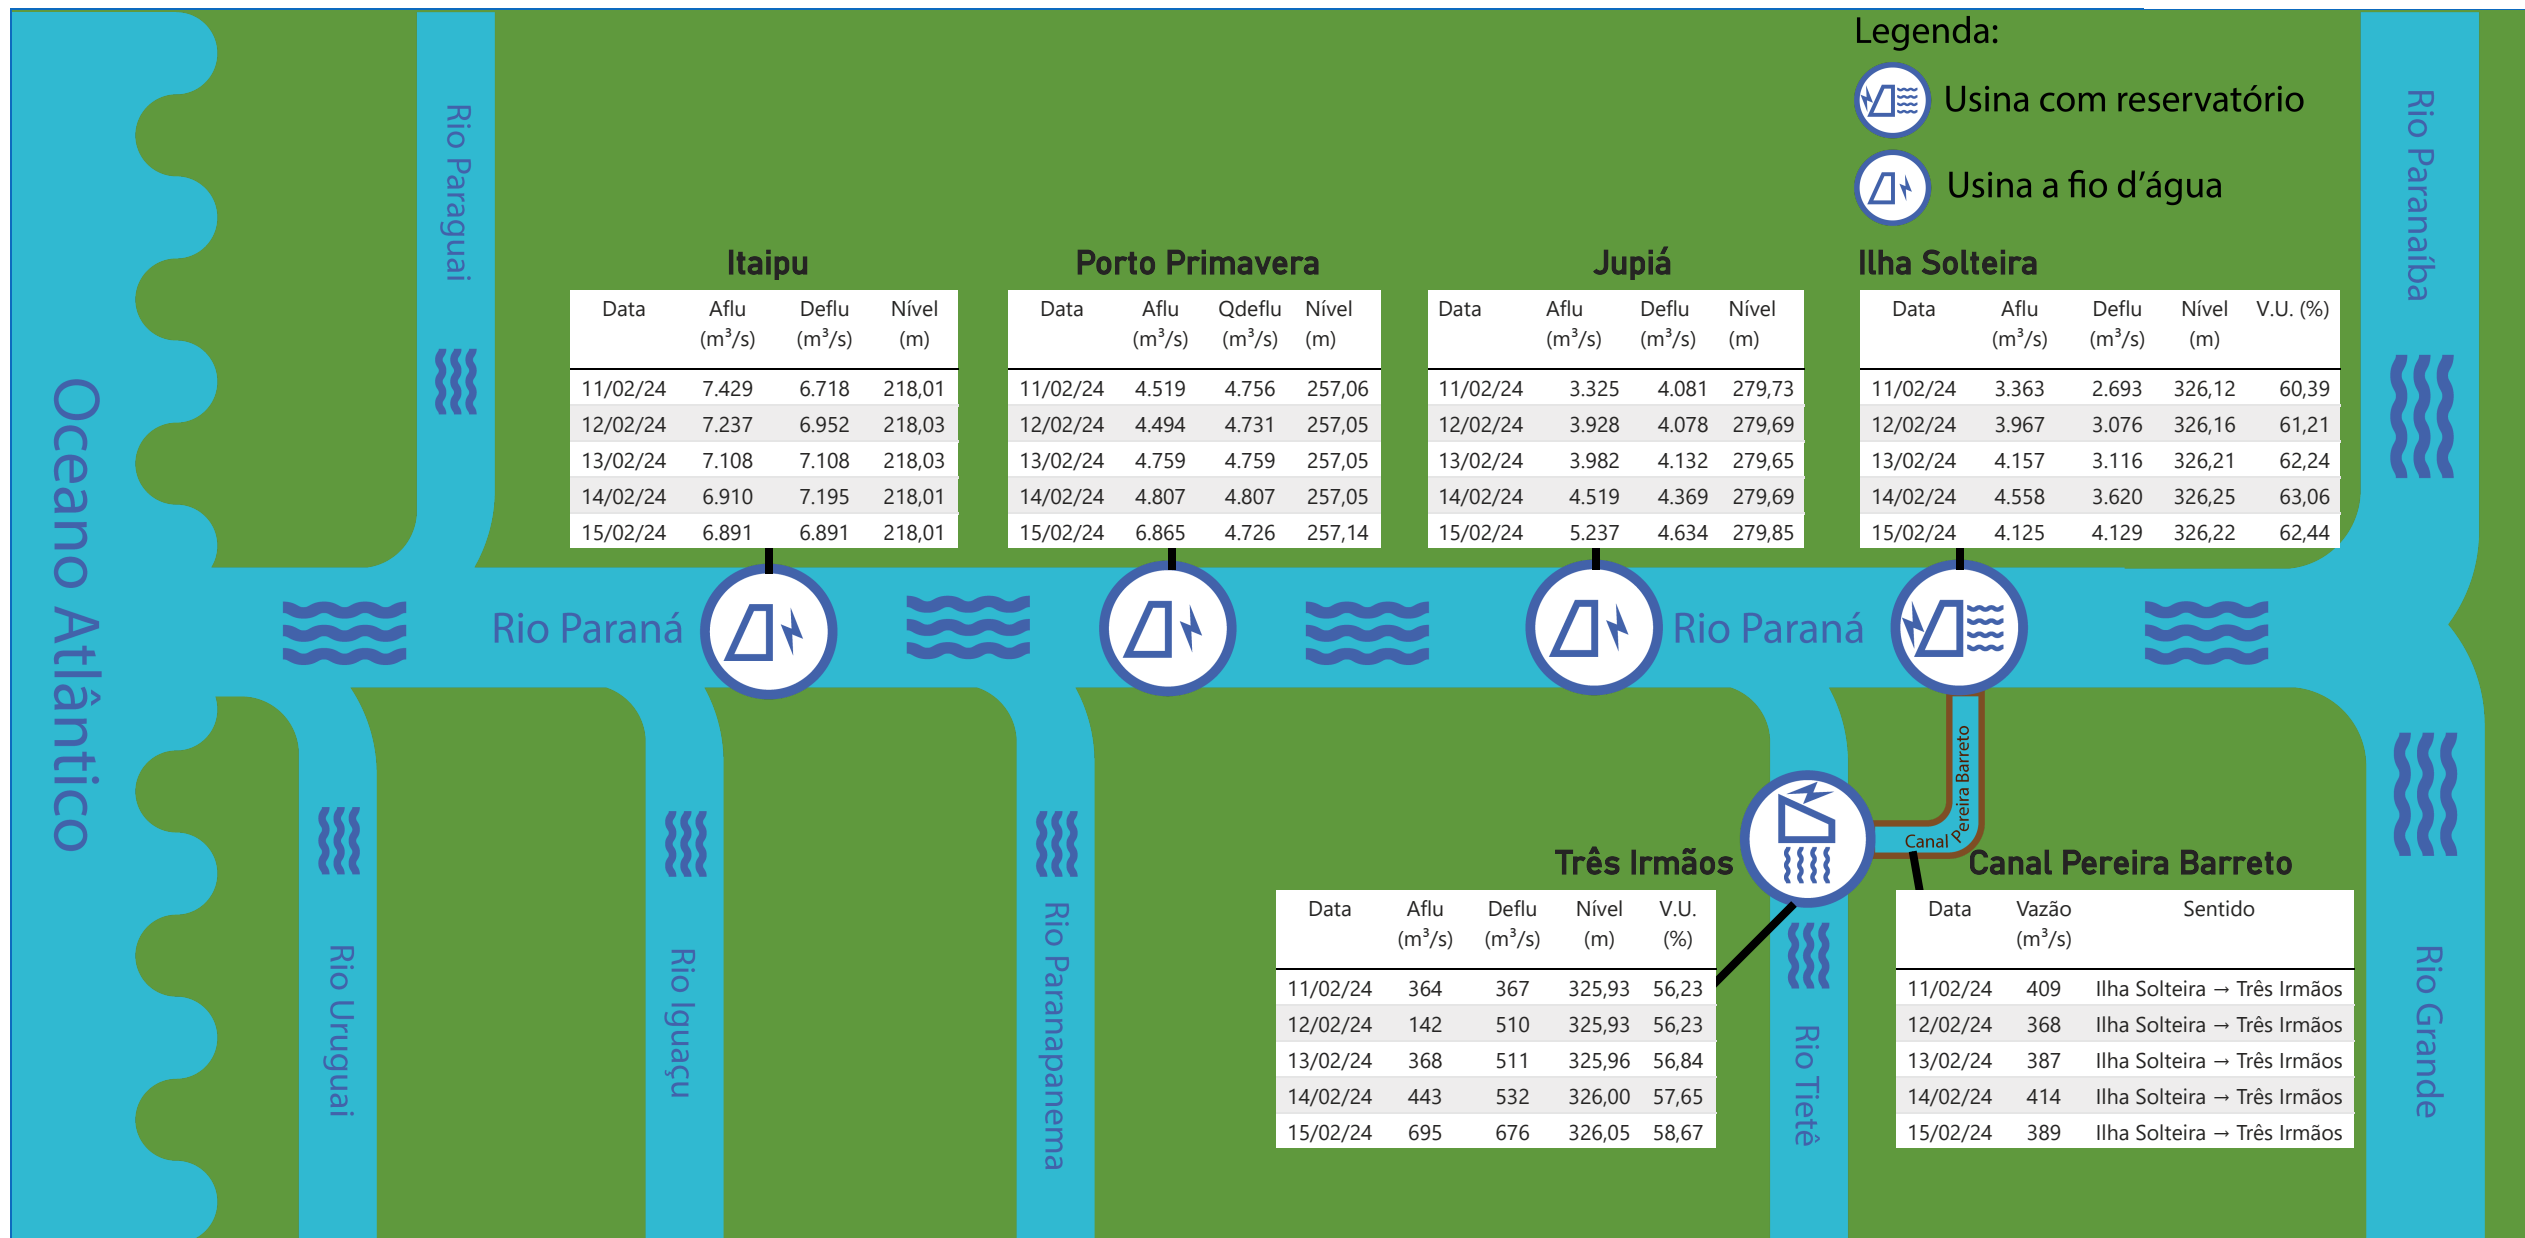 Legenda:
Usina com reservatório
Usina a fio d'água
Oceano Atlântico
Rio Paraguai
Rio Paranaíba
Itaipu
Data Aflu Deflu Nível
(m³/s) (m³/s) (m)
11/02/24 7.429 6.718 218,01
12/02/24 7.237 6.952 218,03
13/02/24 7.108 7.108 218,03
14/02/24 6.910 7.195 218,01
15/02/24 6.891 6.891 218,01
Porto Primavera
Data Aflu Qdeflu Nível
(m³/s) (m³/s) (m)
11/02/24 4.519 4.756 257,06
12/02/24 4.494 4.731 257,05
13/02/24 4.759 4.759 257,05
14/02/24 4.807 4.807 257,05
15/02/24 6.865 4.726 257,14
Jupiá
Data Aflu Deflu Nível
(m³/s) (m³/s) (m)
11/02/24 3.325 4.081 279,73
12/02/24 3.928 4.078 279,69
13/02/24 3.982 4.132 279,65
14/02/24 4.519 4.369 279,69
15/02/24 5.237 4.634 279,85
Ilha Solteira
Data Aflu Deflu Nível V.U. (%)
(m³/s) (m³/s) (m)
11/02/24 3.363 2.693 326,12 60,39
12/02/24 3.967 3.076 326,16 61,21
13/02/24 4.157 3.116 326,21 62,24
14/02/24 4.558 3.620 326,25 63,06
15/02/24 4.125 4.129 326,22 62,44
Rio Paraná
Rio Paraná
Canal Pereira Barreto
Três Irmãos
Data Aflu Deflu Nível V.U.
(m³/s) (m³/s) (m) (%)
11/02/24 364 367 325,93 56,23
12/02/24 142 510 325,93 56,23
13/02/24 368 511 325,96 56,84
14/02/24 443 532 326,00 57,65
15/02/24 695 676 326,05 58,67
Canal Pereira Barreto
Data Vazão Sentido
(m³/s)
11/02/24 409 Ilha Solteira → Três Irmãos
12/02/24 368 Ilha Solteira → Três Irmãos
13/02/24 387 Ilha Solteira → Três Irmãos
14/02/24 414 Ilha Solteira → Três Irmãos
15/02/24 389 Ilha Solteira → Três Irmãos
Rio Uruguai
Rio Iguaçu
Rio Paranapanema
Rio Tietê
Rio Grande